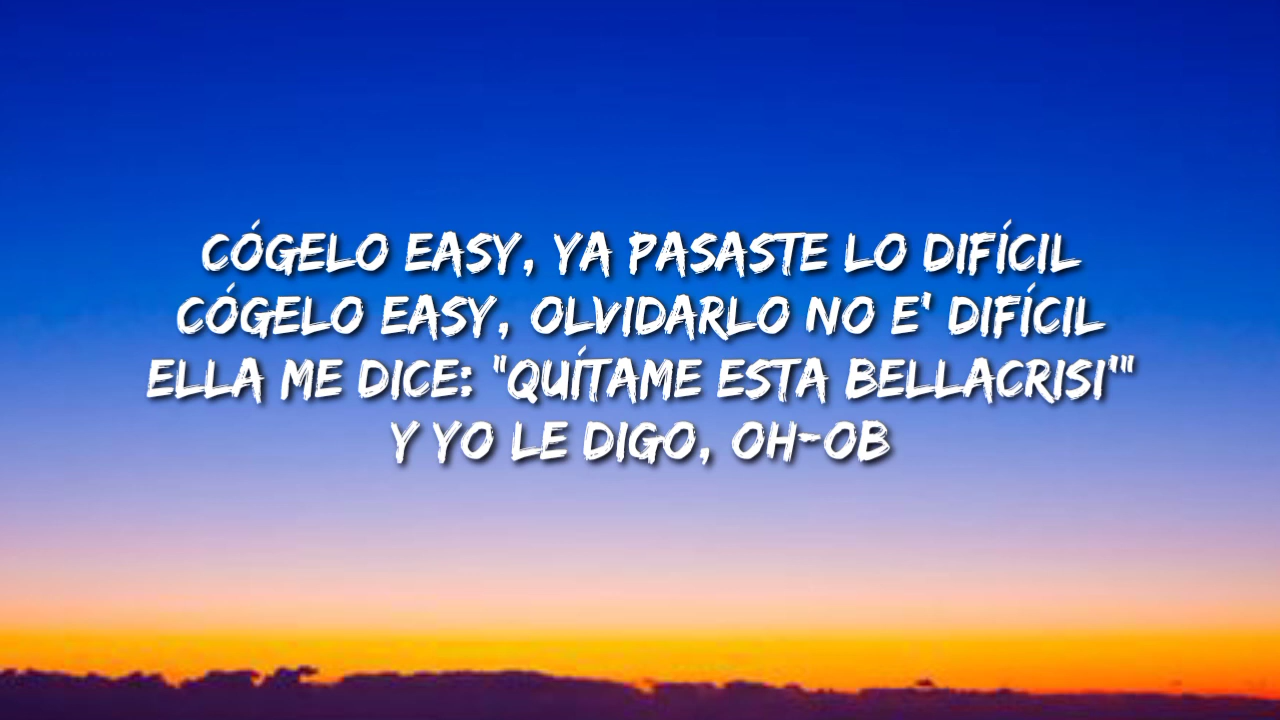 CÓGELO EASY, YA PASASTE LO DIFÍCIL
CÓGELO EASY, OLVIDARLO NO E' DIFÍCIL
ELLA ME DICE: "QUÍTAME ESTA BELLACRISI'"
Y YO LE DIGO, OH-OB